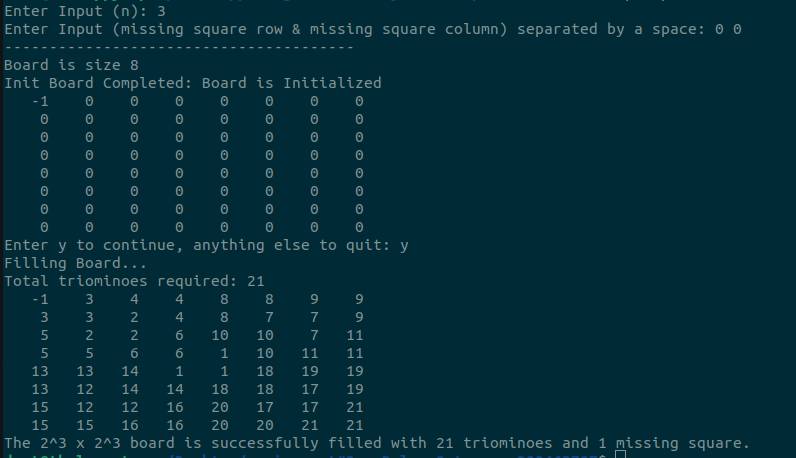 Enter Input (n): 3
Enter Input (missing square row & missing square column) separated by a space: 0 0
---------------------------------------
Board is size 8
Init Board Completed: Board is Initialized
-1 0 0 0 0 0 0 0
0 0 0 0 0 0 0 0
0 0 0 0 0 0 0 0
0 0 0 0 0 0 0 0
0 0 0 0 0 0 0 0
0 0 0 0 0 0 0 0
0 0 0 0 0 0 0 0
0 0 0 0 0 0 0 0
Enter y to continue, anything else to quit: y
Filling Board...
Total triominoes required: 21
-1 3 4 4 8 8 9 9
3 3 2 4 8 7 7 9
5 2 2 6 10 10 7 11
5 5 6 6 1 10 11 11
13 13 14 1 1 18 19 19
13 12 14 14 18 18 17 19
15 12 12 16 20 17 17 21
15 15 16 16 20 20 21 21
The 2^3 x 2^3 board is successfully filled with 21 triominoes and 1 missing square.